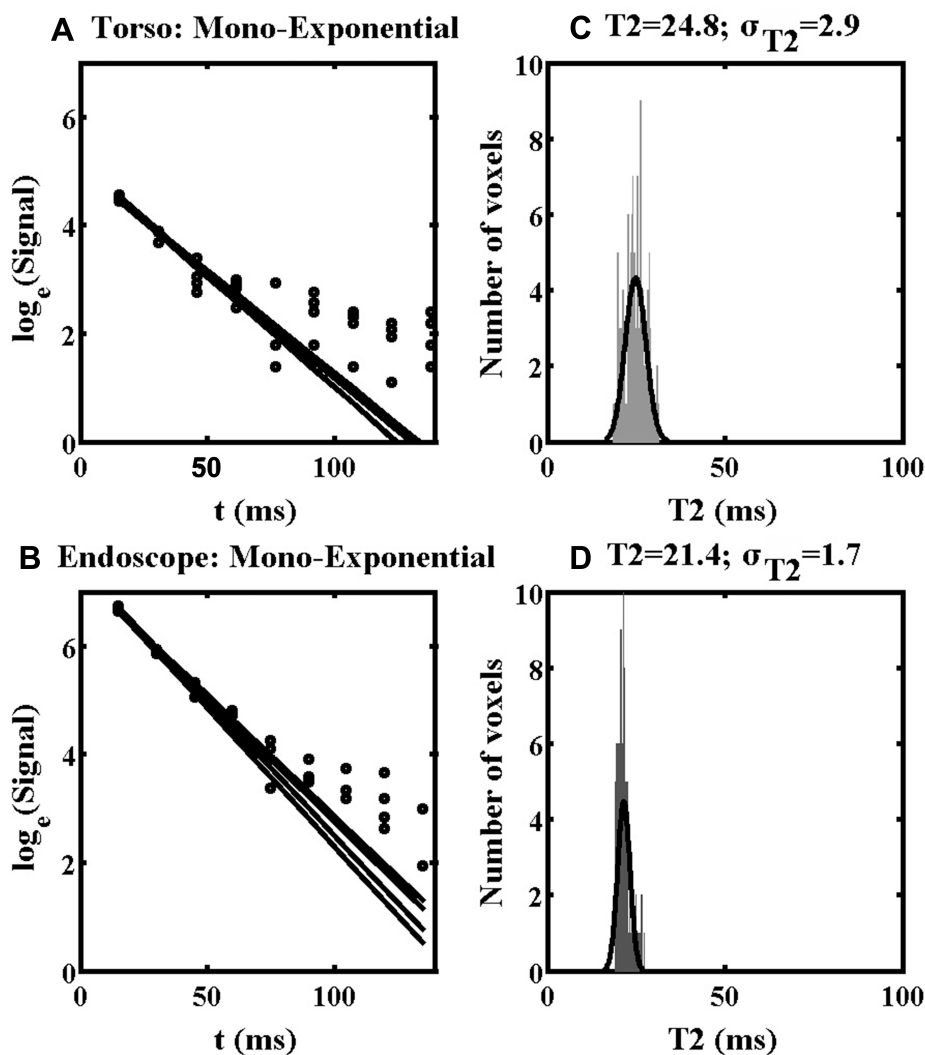 A Torso: Mono-Exponential
6
4
2
0
logₑ(Signal)
0 50 100
t (ms)
C T2=24.8; σ_T2=2.9
10
8
6
4
2
0
Number of voxels
0 50 100
T2 (ms)
B Endoscope: Mono-Exponential
6
4
2
0
logₑ(Signal)
0 50 100
t (ms)
D T2=21.4; σ_T2=1.7
10
8
6
4
2
0
Number of voxels
0 50 100
T2 (ms)